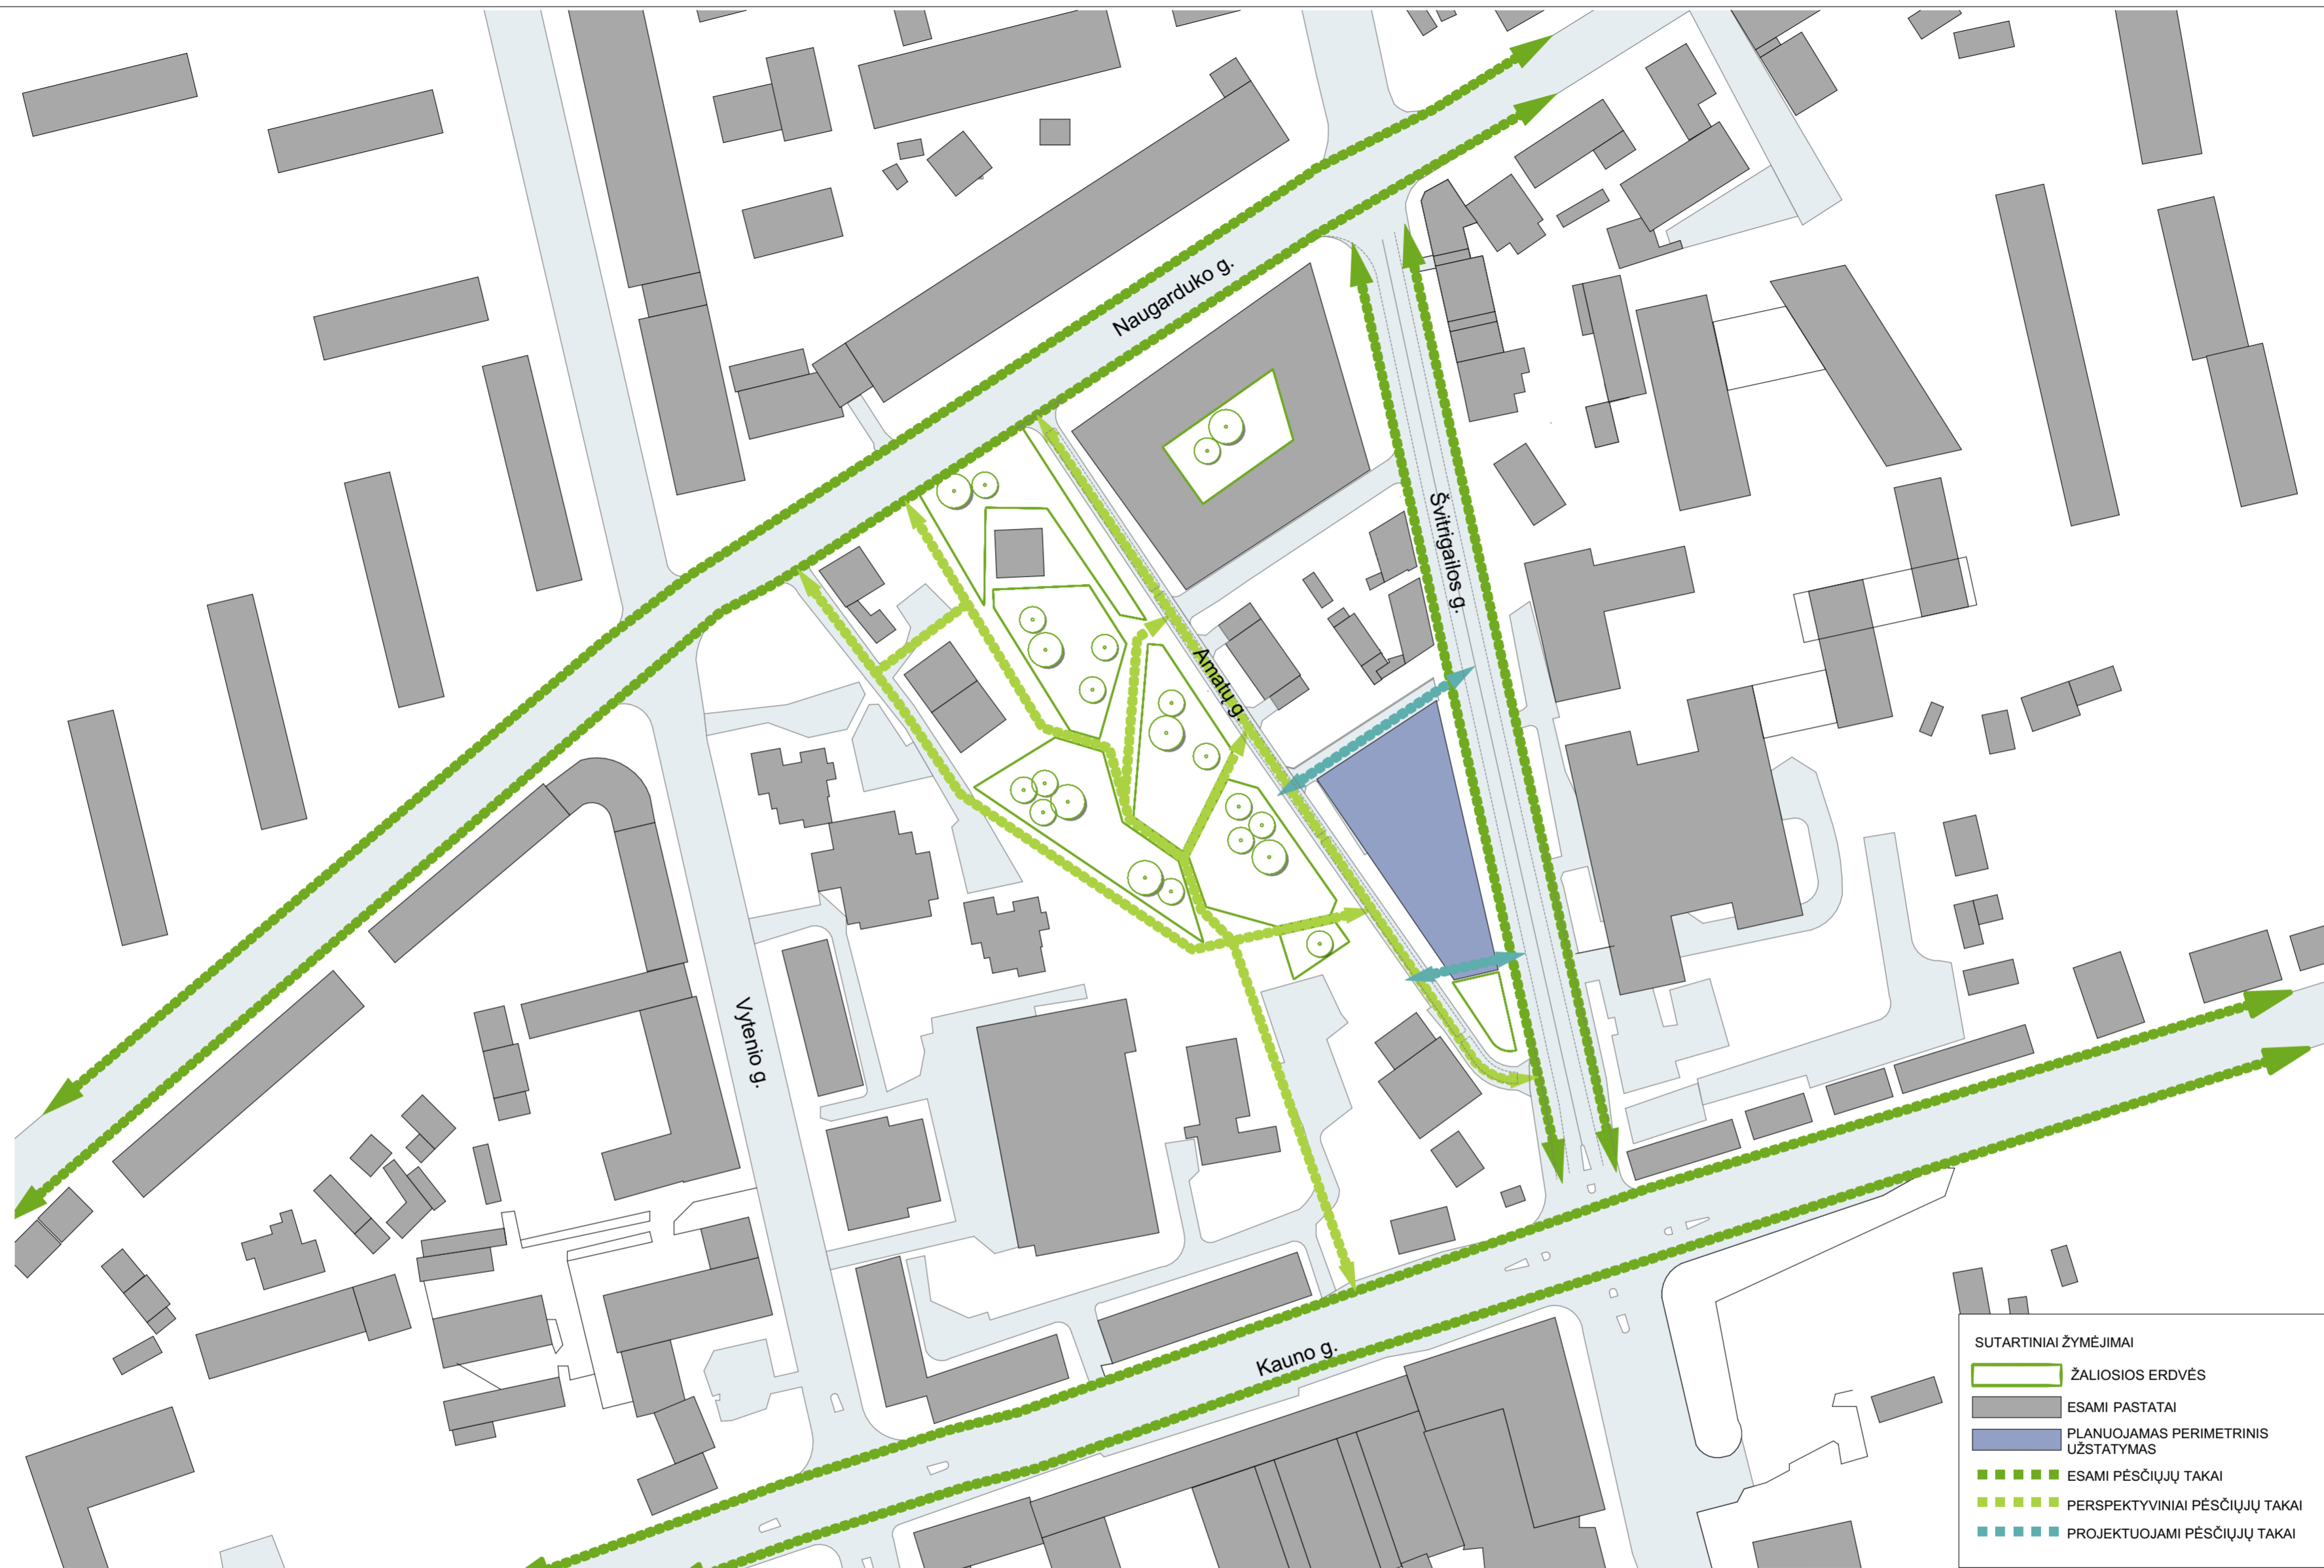 Naugarduko g.
Švitrigailos g.
Amatų g.
Vytenio g.
Kauno g.
SUTARTINIAI ŽYMĖJIMAI
ŽALIOSIOS ERDVĖS
ESAMI PASTATAI
PLANUOJAMAS PERIMETRINIS
UŽSTATYMAS
ESAMI PĖSČIŲJŲ TAKAI
PERSPEKTYVINIAI PĖSČIŲJŲ TAKAI
PROJEKTUOJAMI PĖSČIŲJŲ TAKAI